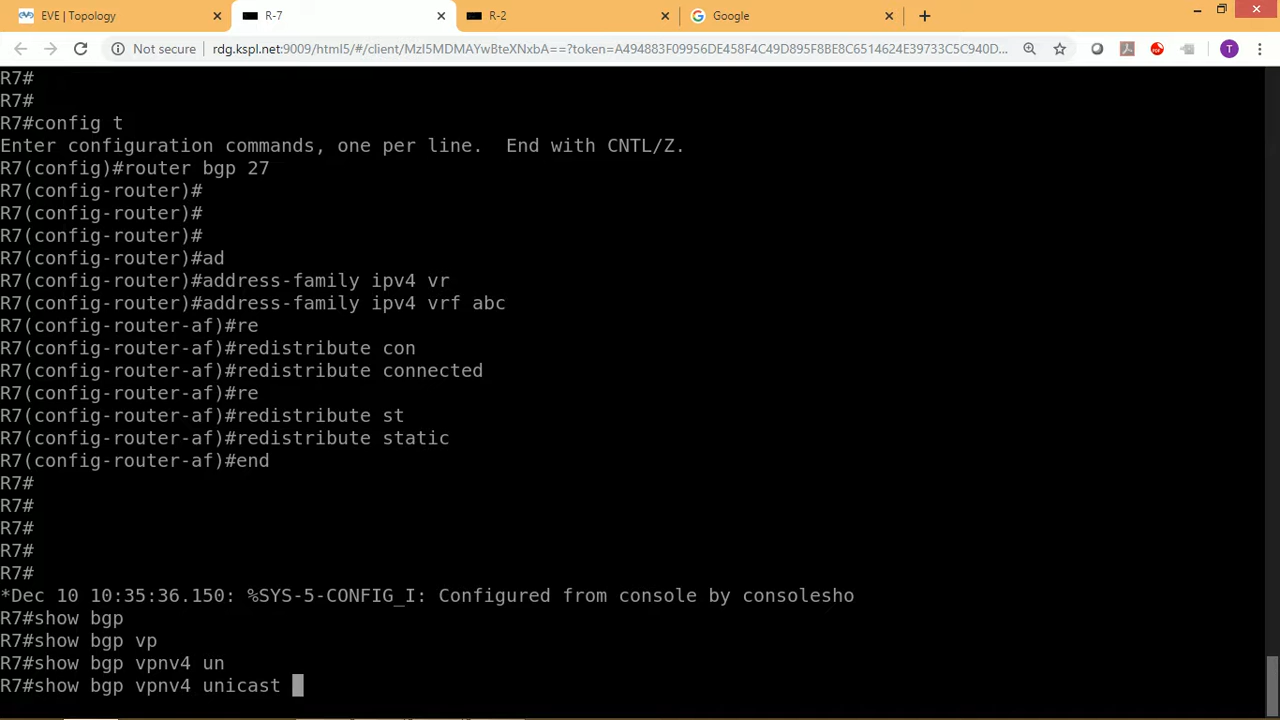 EVE | Topology
R-7
R-2
Google
Not secure
rdg.kspl.net:9009/html5/#/client/MzI5MDMAYwBteXNxbA==?token=A494883F09956DE458F4C49D895F8BE8C6514624E39733C5C940D...
T
R7#
R7#
R7#config t
Enter configuration commands, one per line.  End with CNTL/Z.
R7(config)#router bgp 27
R7(config-router)#
R7(config-router)#
R7(config-router)#
R7(config-router)#ad
R7(config-router)#address-family ipv4 vr
R7(config-router)#address-family ipv4 vrf abc
R7(config-router-af)#re
R7(config-router-af)#redistribute con
R7(config-router-af)#redistribute connected
R7(config-router-af)#re
R7(config-router-af)#redistribute st
R7(config-router-af)#redistribute static
R7(config-router-af)#end
R7#
R7#
R7#
R7#
R7#
*Dec 10 10:35:36.150: %SYS-5-CONFIG_I: Configured from console by consolesho
R7#show bgp
R7#show bgp vp
R7#show bgp vpnv4 un
R7#show bgp vpnv4 unicast